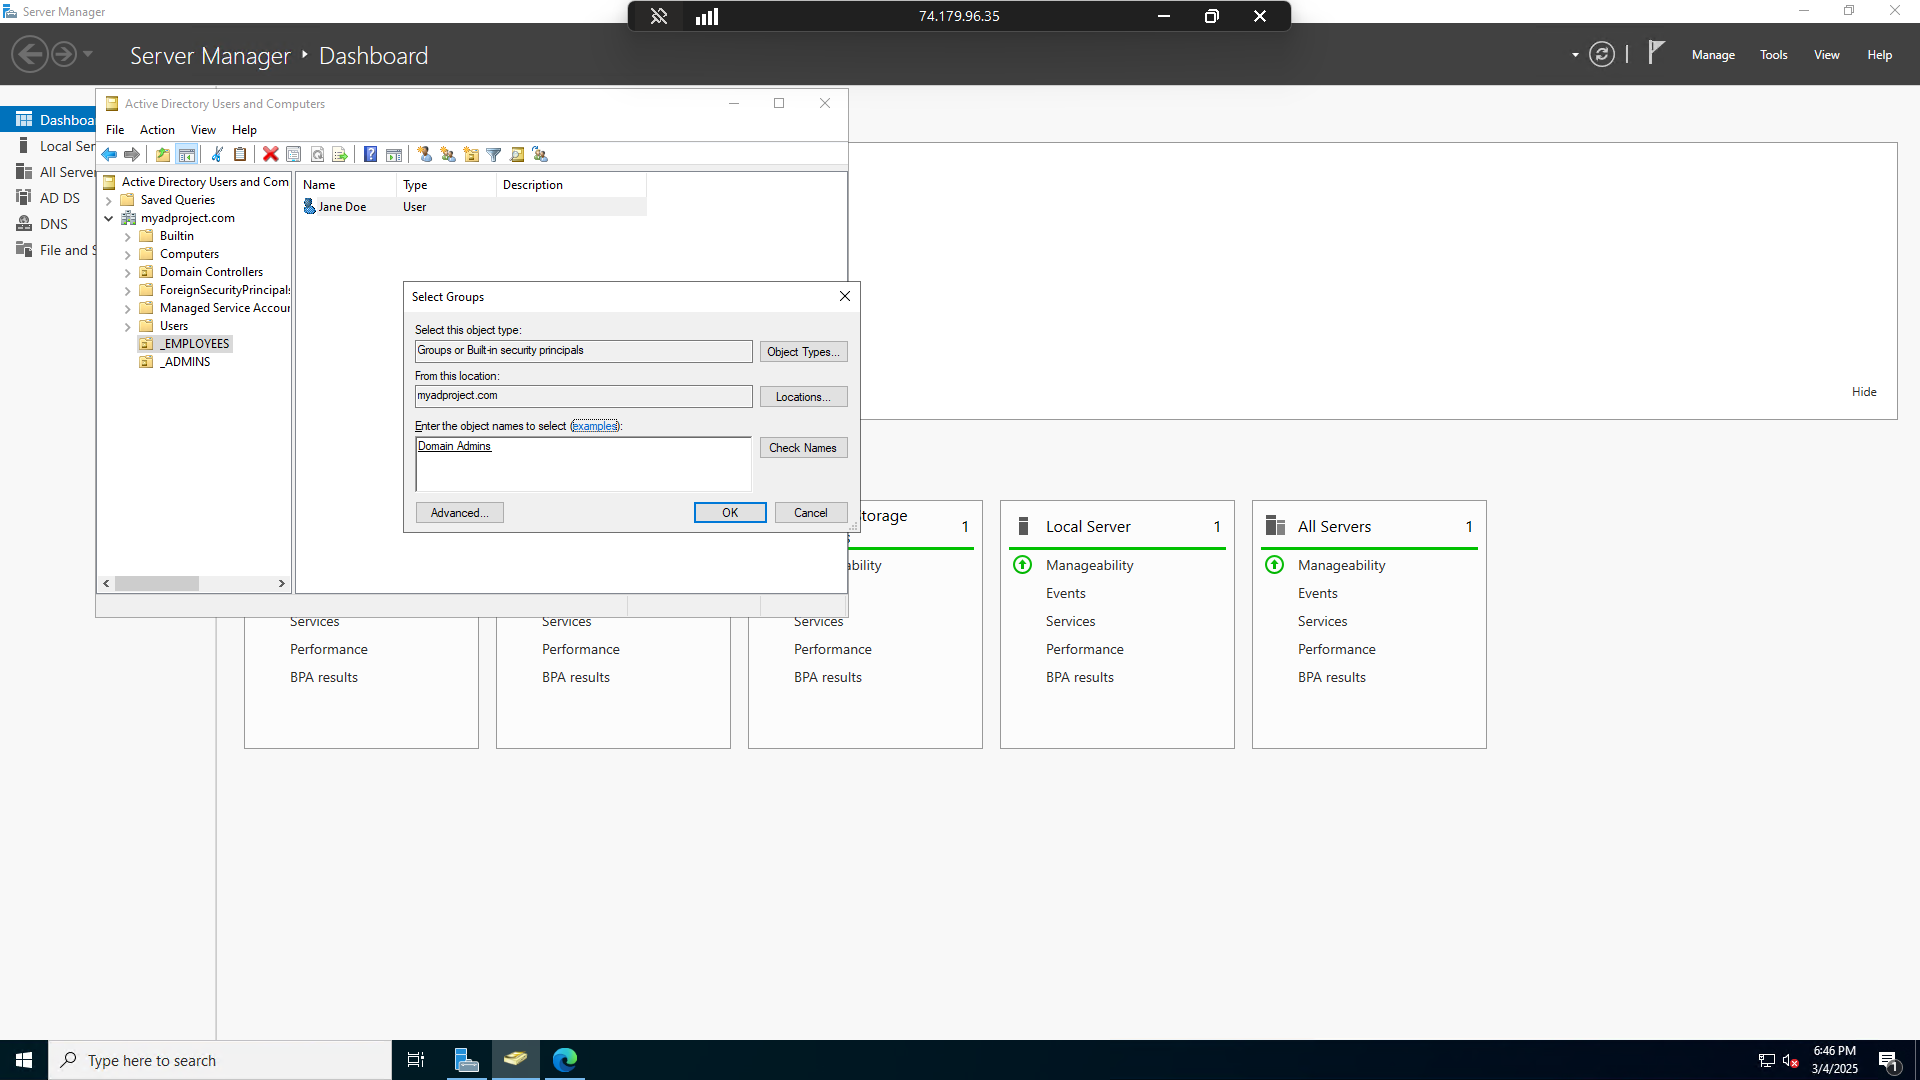 Server Manager
74.179.96.35
Server Manager ‣ Dashboard
Manage Tools View Help
Dashboa
Local Ser
All Server
AD DS
DNS
File and S
Active Directory Users and Computers
File Action View Help
Active Directory Users and Com
Saved Queries
myadproject.com
Builtin
Computers
Domain Controllers
ForeignSecurityPrincipals
Managed Service Accour
Users
_EMPLOYEES
_ADMINS
Name Type Description
Jane Doe User
Select Groups
Select this object type:
Groups or Built-in security principals
Object Types...
From this location:
myadproject.com
Locations...
Enter the object names to select (examples):
Domain Admins
Check Names
Advanced...
OK
Cancel
Hide
Services
Performance
BPA results
Services
Performance
BPA results
torage 1
ability
Services
Performance
BPA results
Local Server 1
Manageability
Events
Services
Performance
BPA results
All Servers 1
Manageability
Events
Services
Performance
BPA results
Type here to search
6:46 PM
3/4/2025
1